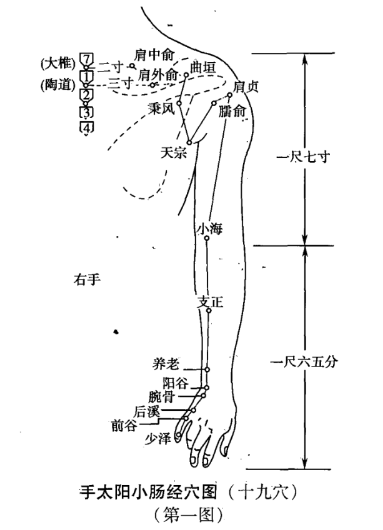 肩中俞
(大椎) 7 二寸 曲垣
(陶道) 1 三寸 肩外俞 肩贞
2
3 秉风 臑俞
4
天宗
一尺七寸
小海
右手
支正
养老 一尺六五分
阳谷
腕骨
后溪
前谷
少泽
手太阳小肠经穴图（十九穴）
（第一图）